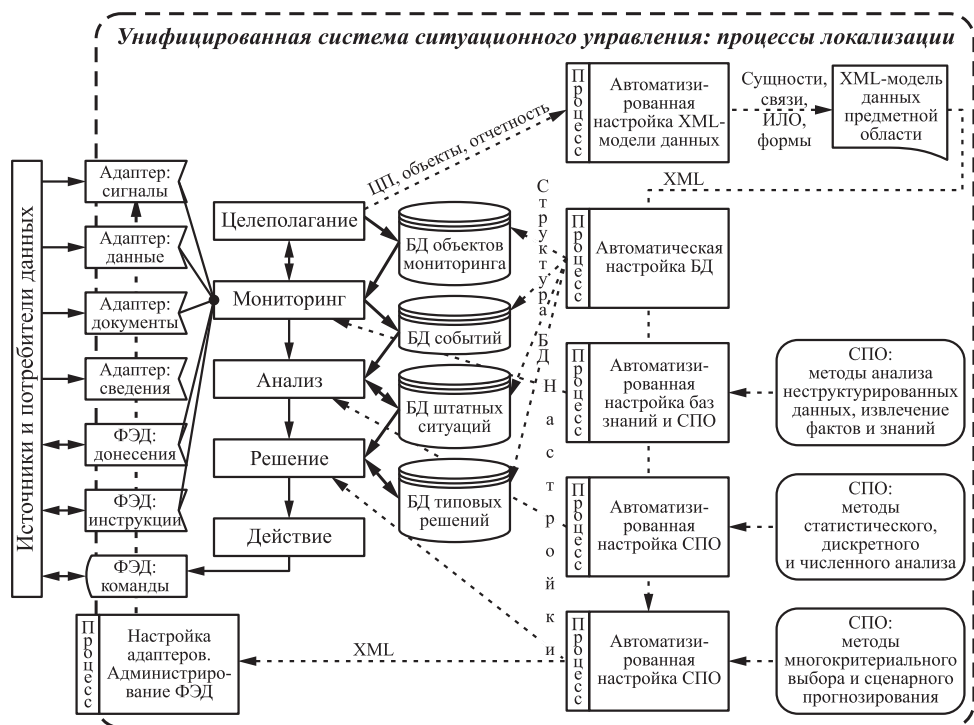 Унифицированная система ситуационного управления: процессы локализации
Источники и потребители данных
Адаптер:
сигналы
Адаптер:
данные
Адаптер:
документы
Адаптер:
сведения
ФЭД:
донесения
ФЭД:
инструкции
ФЭД:
команды
Процесс
Настройка
адаптеров.
Администриро-
вание ФЭД
Целеполагание
Мониторинг
Анализ
Решение
Действие
БД объектов
мониторинга
БД событий
БД штатных
ситуаций
БД типовых
решений
ЦП, объекты, отчетность
Структура БД
Настройки
Процесс
Автоматизи-
рованная
настройка XML-
модели данных
Сущности,
связи,
ИЛО,
формы
XML-модель
данных
предметной
области
XML
Процесс
Автоматическая
настройка БД
Процесс
Автоматизи-
рованная
настройка баз
знаний и СПО
СПО:
методы анализа
неструктурированных
данных, извлечение
фактов и знаний
Процесс
Автоматизи-
рованная
настройка СПО
СПО:
методы
статистического,
дискретного
и численного анализа
Процесс
Автоматизи-
рованная
настройка СПО
СПО:
методы
многокритериального
выбора и сценарного
прогнозирования
XML